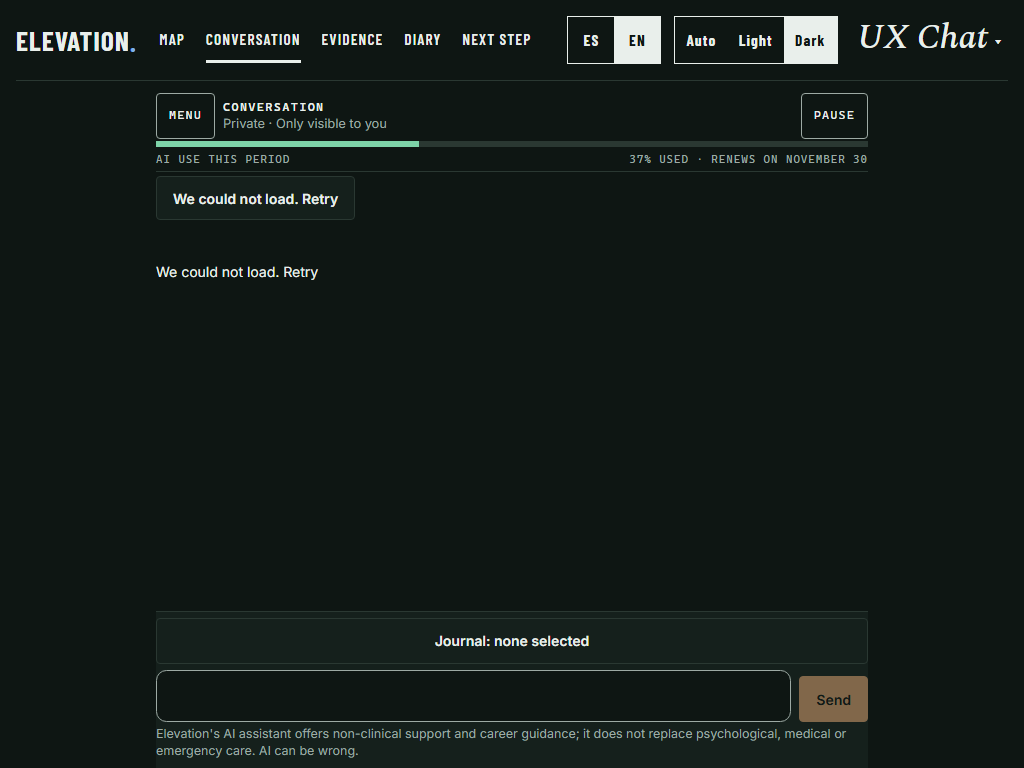 ELEVATION.
MAP
CONVERSATION
EVIDENCE
DIARY
NEXT STEP
ES
EN
Auto
Light
Dark
UX Chat
MENU
CONVERSATION
Private · Only visible to you
PAUSE
AI USE THIS PERIOD
37% USED · RENEWS ON NOVEMBER 30
We could not load. Retry
We could not load. Retry
Journal: none selected
Send
Elevation's AI assistant offers non-clinical support and career guidance; it does not replace psychological, medical or
emergency care. AI can be wrong.